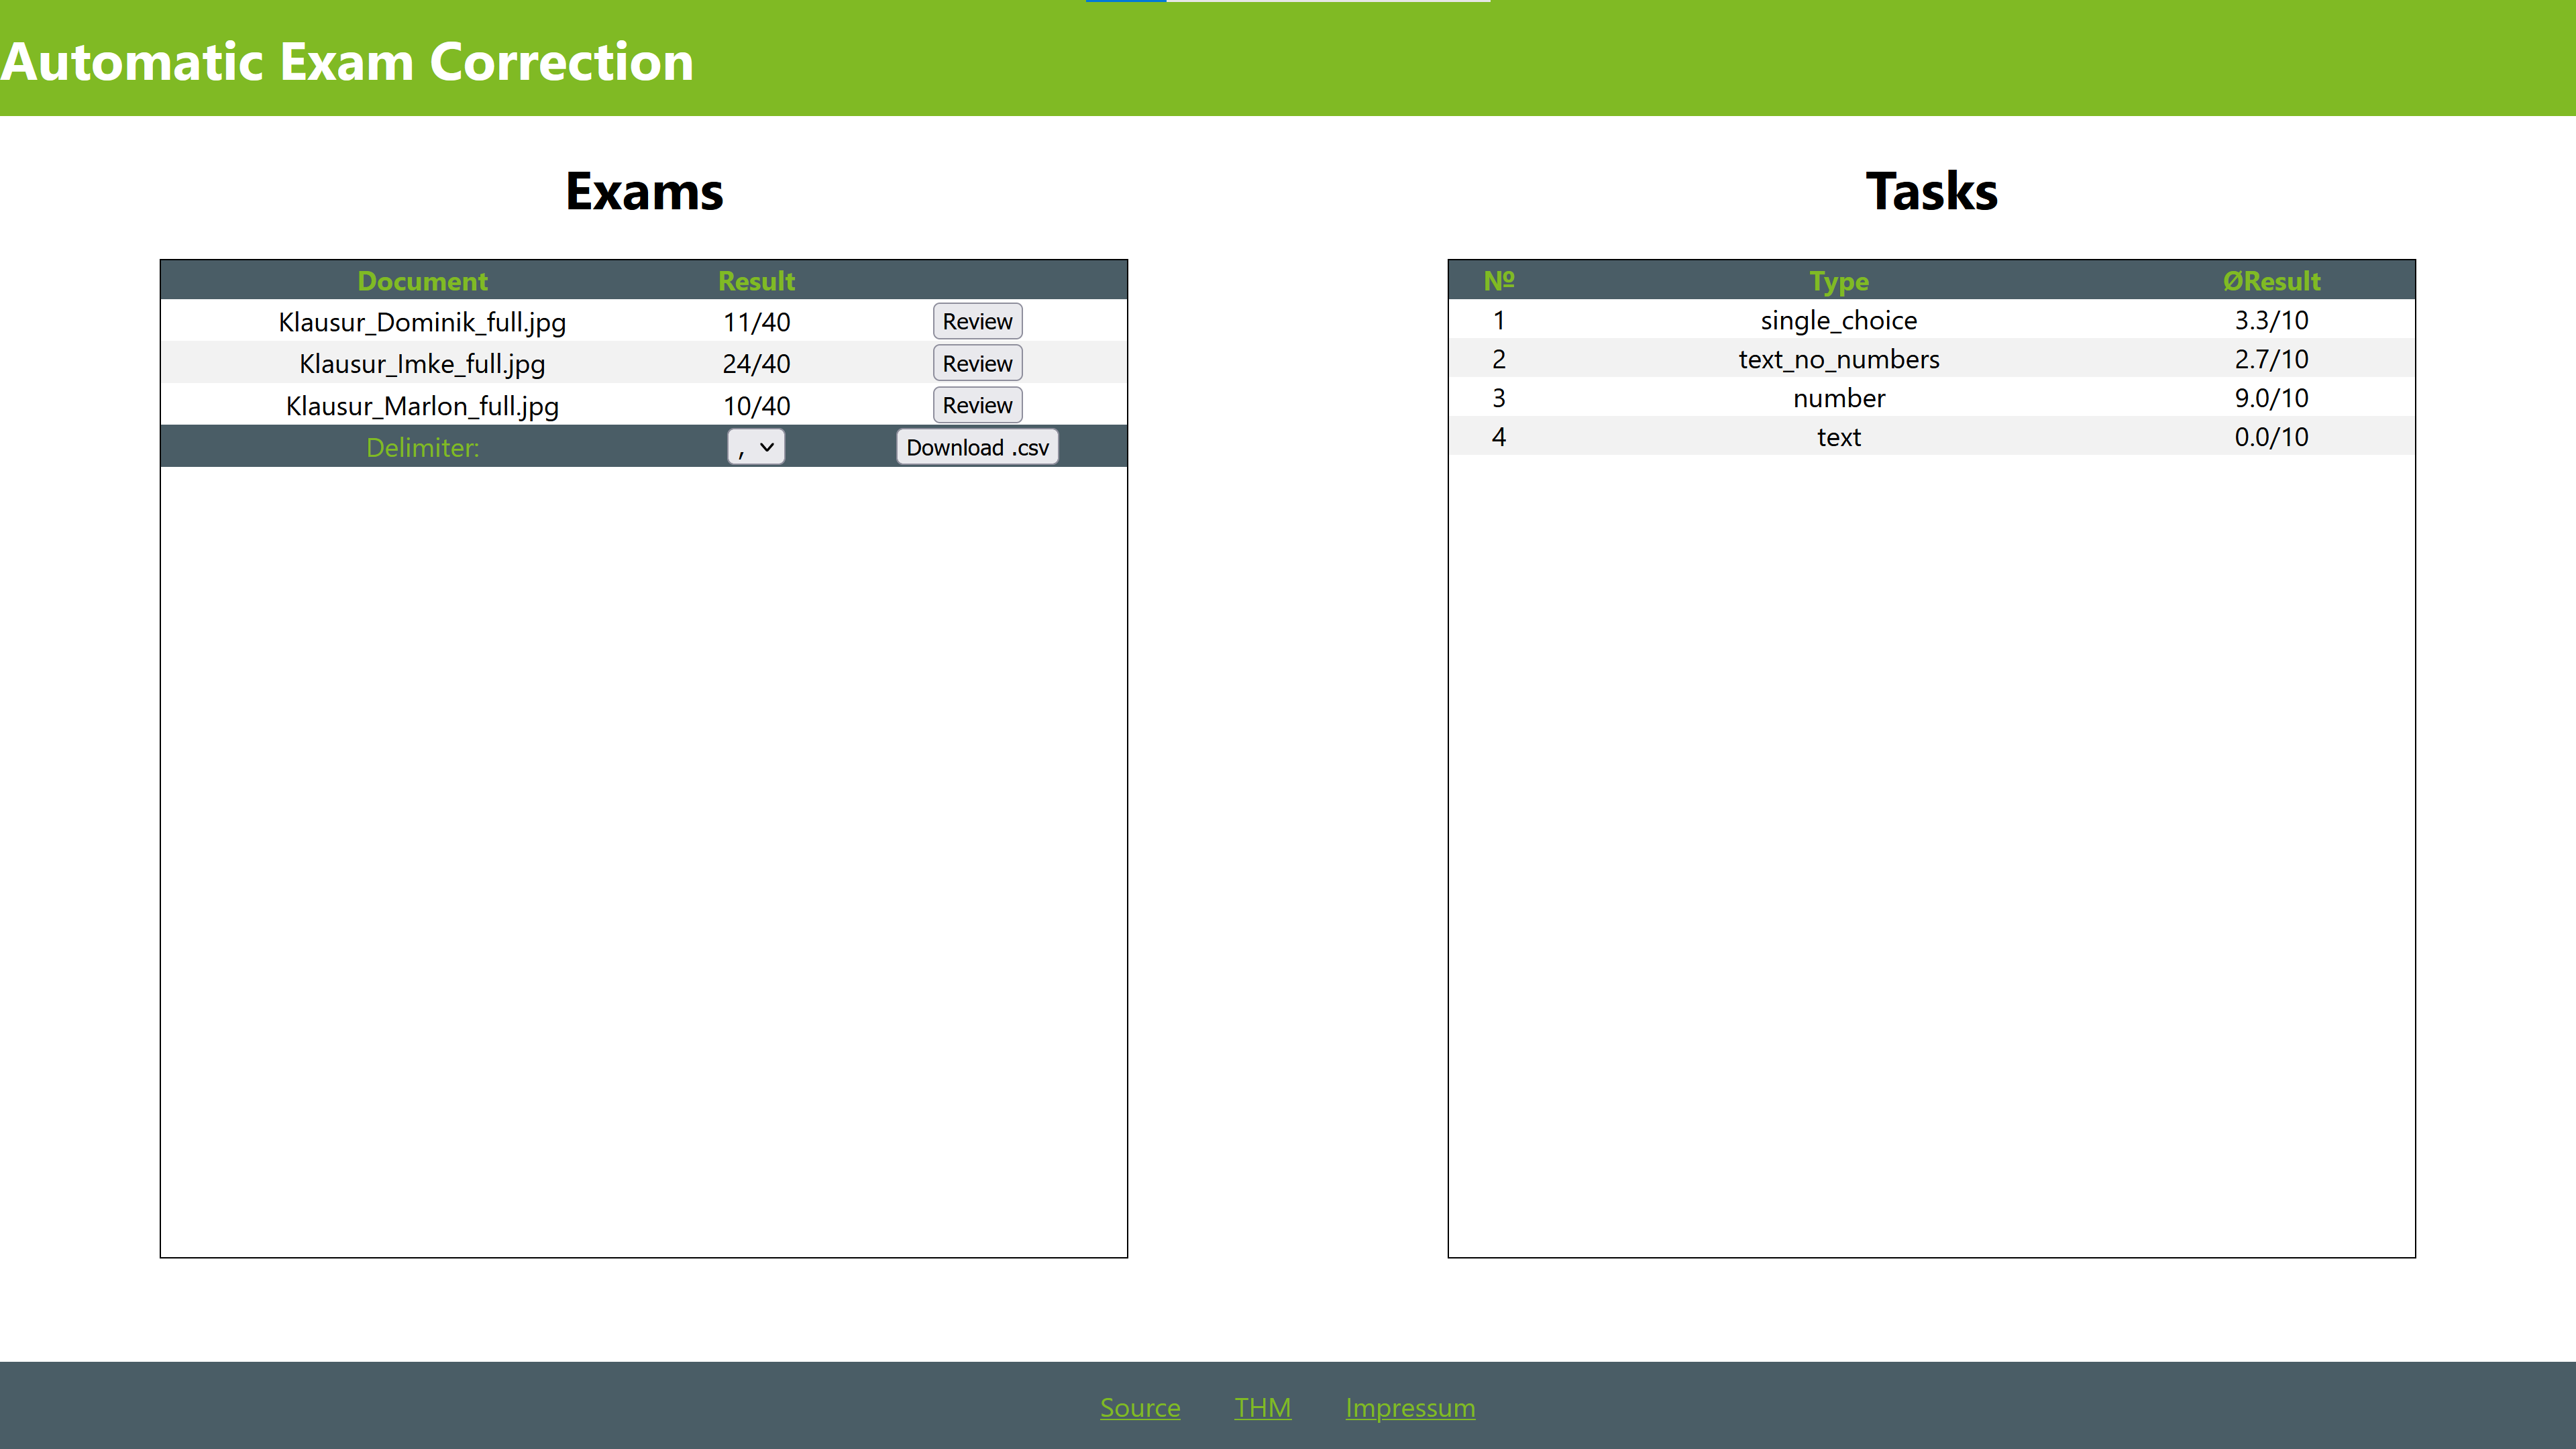 Automatic Exam Correction
Exams
Document Result
Klausur_Dominik_full.jpg 11/40 Review
Klausur_Imke_full.jpg 24/40 Review
Klausur_Marlon_full.jpg 10/40 Review
Delimiter: , Download .csv
Tasks
Nº Type ØResult
1 single_choice 3.3/10
2 text_no_numbers 2.7/10
3 number 9.0/10
4 text 0.0/10
Source THM Impressum